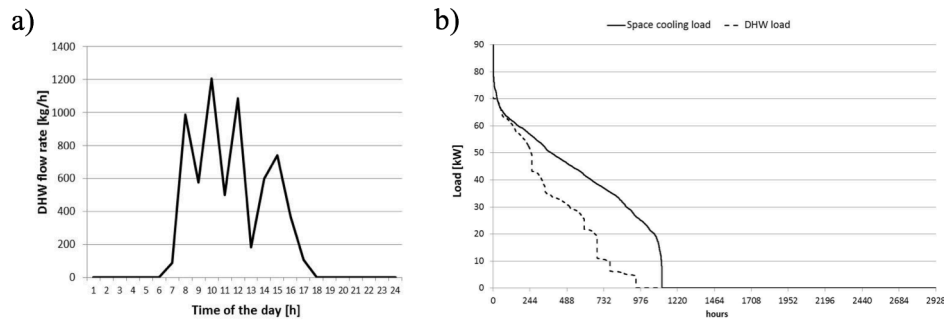 a)
1400
1200
1000
800
600
400
200
0
DHW flow rate [kg/h]
1 2 3 4 5 6 7 8 9 10 11 12 13 14 15 16 17 18 19 20 21 22 23 24
Time of the day [h]
b)
Space cooling load DHW load
90
80
70
60
50
40
30
20
10
0
Load [kW]
0 244 488 732 976 1220 1464 1708 1952 2196 2440 2684 2928
hours